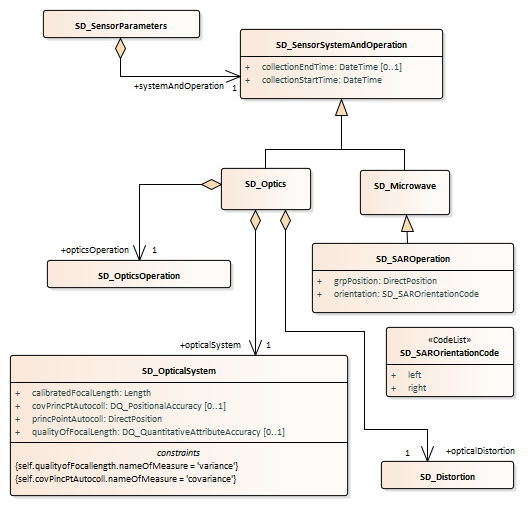 SD_SensorParameters
SD_SensorSystemAndOperation
+ collectionEndTime: DateTime [0..1]
+ collectionStartTime: DateTime
+systemAndOperation 1
SD_Optics
SD_Microwave
+opticsOperation 1
SD_OpticsOperation
SD_SAROperation
+ grpPosition: DirectPosition
+ orientation: SD_SAROrientationCode
«CodeList»
SD_SAROrientationCode
+ left
+ right
+opticalSystem 1
SD_OpticalSystem
+ calibratedFocalLength: Length
+ covPrincPtAutocoll: DQ_PositionalAccuracy [0..1]
+ princPointAutocoll: DirectPosition
+ qualityOfFocalLength: DQ_QuantitativeAttributeAccuracy [0..1]
constraints
{self.qualityofFocallength.nameOfMeasure = 'variance'}
{self.covPincPtAutocoll.nameOfMeasure = 'covariance'}
1 +opticalDistortion
SD_Distortion